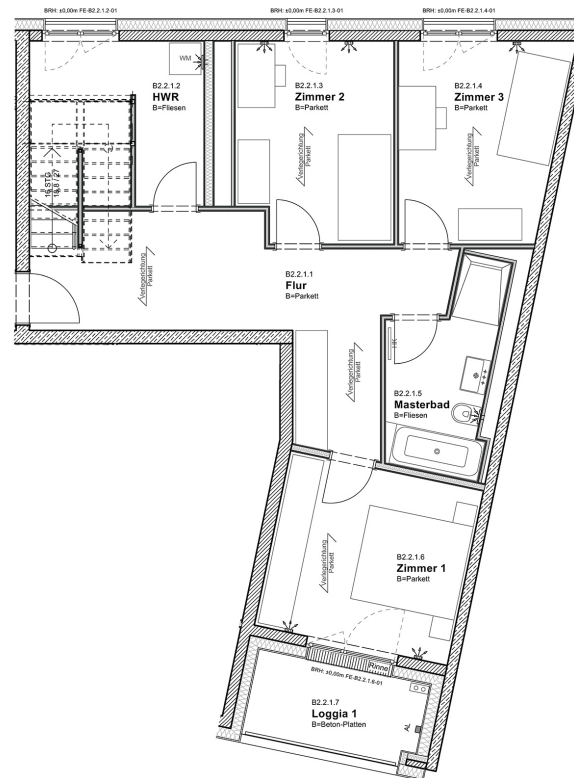 BRH: ±0,00m FE-B2.2.1.2-01
BRH: ±0,00m FE-B2.2.1.3-01
BRH: ±0,00m FE-B2.2.1.4-01
WM
B2.2.1.2
HWR
B=Fliesen
B2.2.1.3
Zimmer 2
B=Parkett
B2.2.1.4
Zimmer 3
B=Parkett
Verlegerichtung
Parkett
Verlegerichtung
Parkett
Verlegerichtung
Parkett
B2.2.1.1
Flur
B=Parkett
HK
Verlegerichtung
Parkett
B2.2.1.5
Masterbad
B=Fliesen
B2.2.1.6
Zimmer 1
B=Parkett
Verlegerichtung
Parkett
Rinne
BRH: ±0,00m FE-B2.2.1.6-01
B2.2.1.7
Loggia 1
B=Beton-Platten
AL